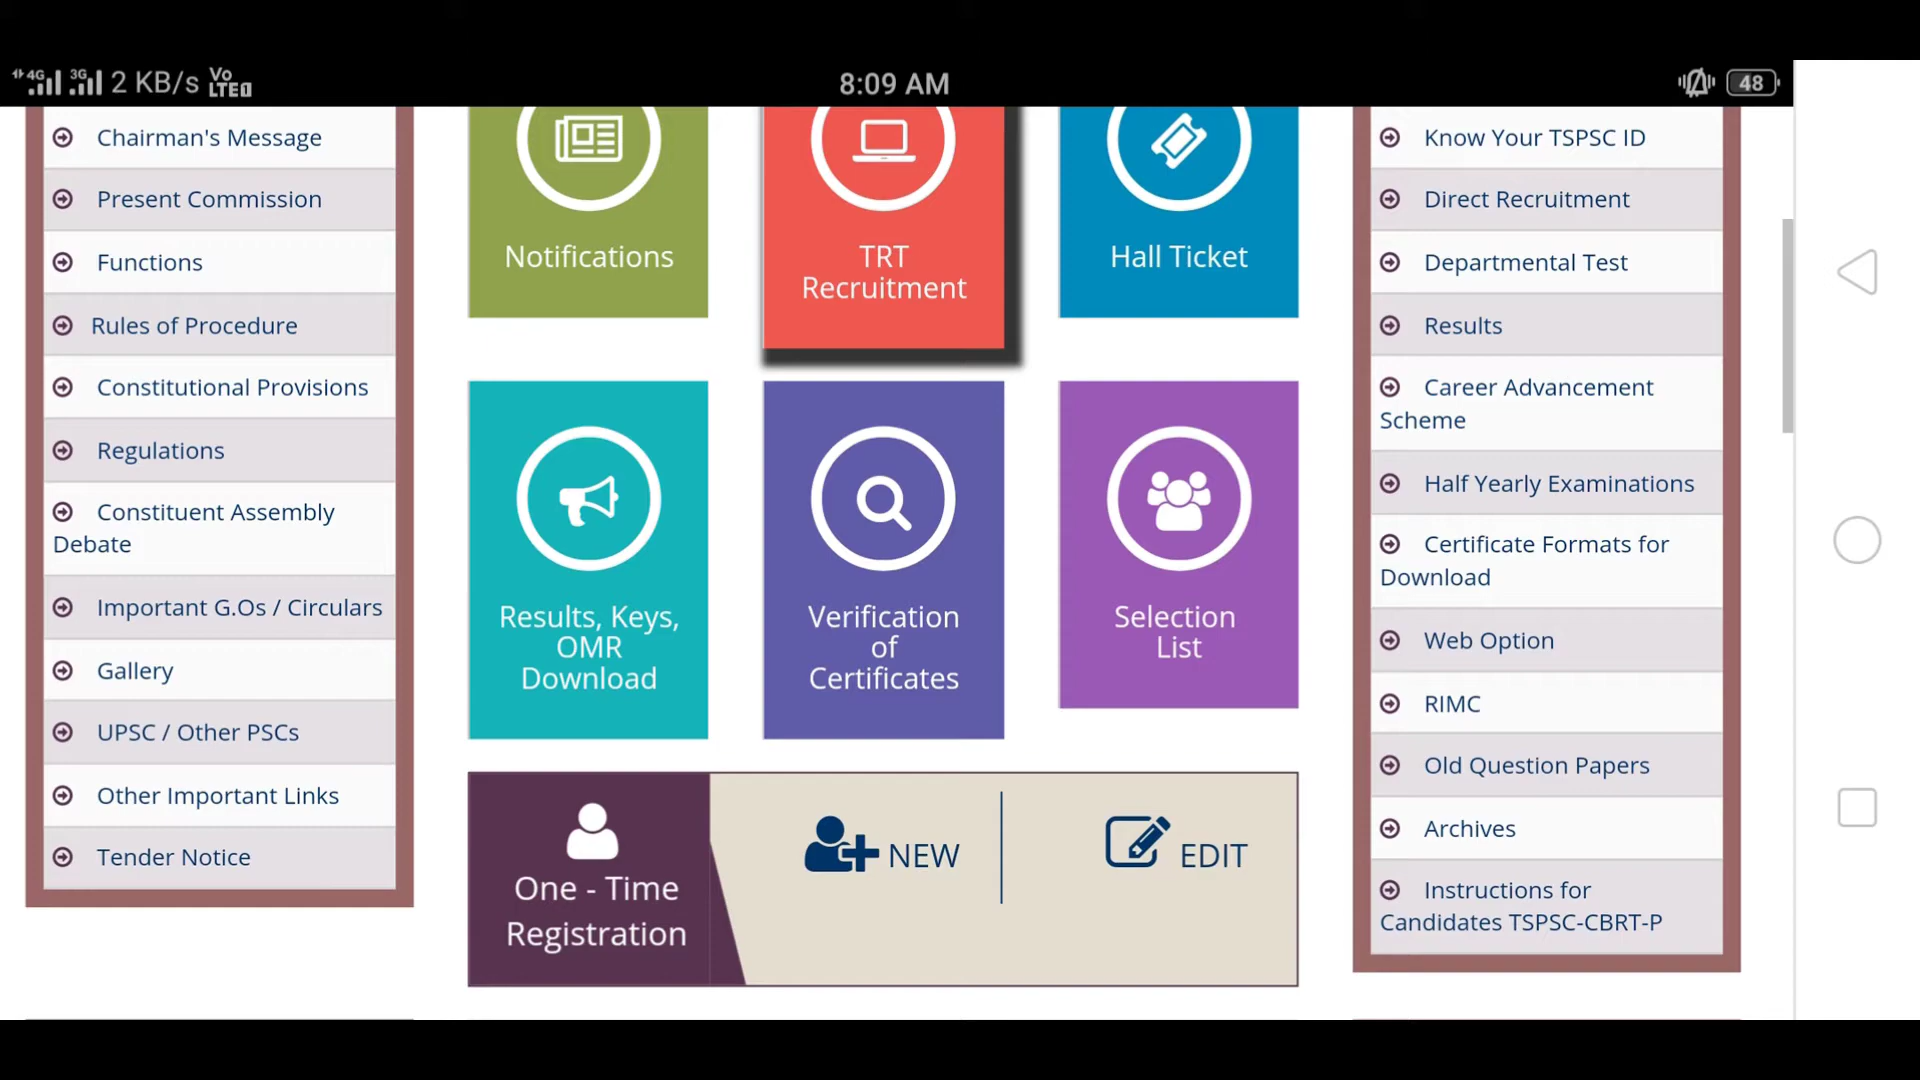 4G 3G 2 KB/s Vo LTE
8:09 AM
48
Chairman's Message
Present Commission
Functions
Rules of Procedure
Constitutional Provisions
Regulations
Constituent Assembly
Debate
Important G.Os / Circulars
Gallery
UPSC / Other PSCs
Other Important Links
Tender Notice
Notifications
TRT
Recruitment
Hall Ticket
Results, Keys,
OMR
Download
Verification
of
Certificates
Selection
List
One - Time
Registration
NEW
EDIT
Know Your TSPSC ID
Direct Recruitment
Departmental Test
Results
Career Advancement
Scheme
Half Yearly Examinations
Certificate Formats for
Download
Web Option
RIMC
Old Question Papers
Archives
Instructions for
Candidates TSPSC-CBRT-P